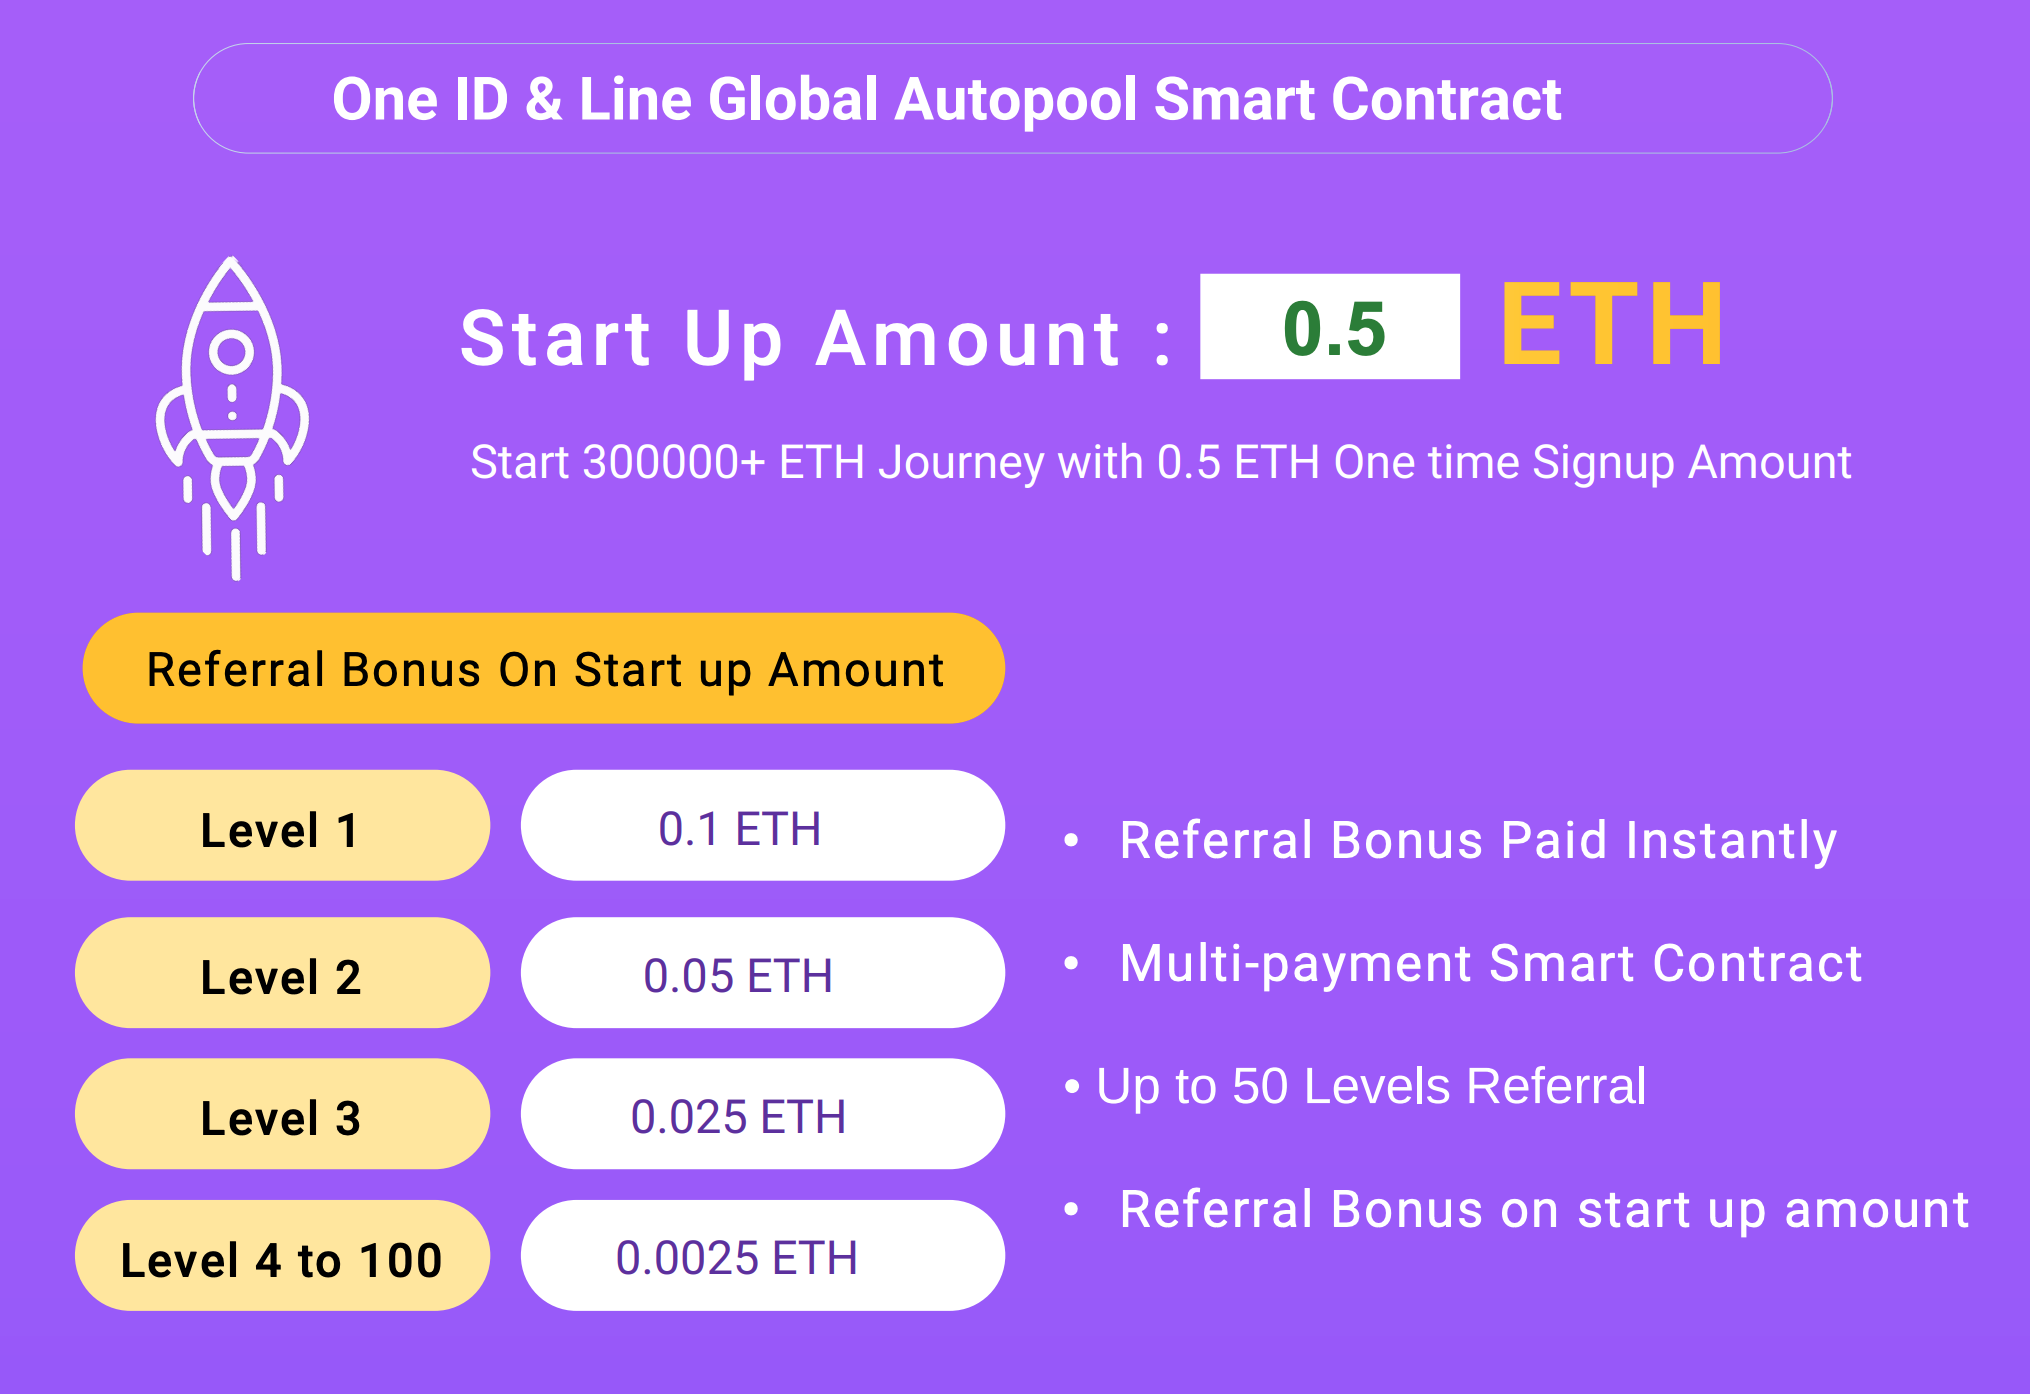 One ID & Line Global Autopool Smart Contract
Start Up Amount : 0.5 ETH
Start 300000+ ETH Journey with 0.5 ETH One time Signup Amount
Referral Bonus On Start up Amount
Level 1 0.1 ETH
Level 2 0.05 ETH
Level 3 0.025 ETH
Level 4 to 100 0.0025 ETH
• Referral Bonus Paid Instantly
• Multi-payment Smart Contract
• Up to 50 Levels Referral
• Referral Bonus on start up amount